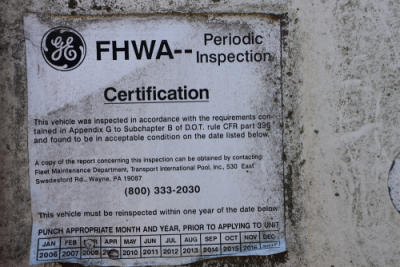 GE
FHWA-- Periodic
Inspection
Certification
This vehicle was inspected in accordance with the requirements con-
tained in Appendix G to Subchapter B of D.O.T. rule CFR part 396
and found to be in acceptable condition on the date listed below.
A copy of the report concerning this inspection can be obtained by contacting:
Fleet Maintenance Department, Transport International Pool, Inc., 530 East
Swedesford Rd., Wayne, PA 19087
(800) 333-2030
This vehicle must be reinspected within one year of the date below
PUNCH APPROPRIATE MONTH AND YEAR, PRIOR TO APPLYING TO UNIT
JAN FEB APR MAY JUN JUL AUG SEP OCT NOV DEC
2006 2007 2008 2010 2011 2012 2013 2014 2015 2016